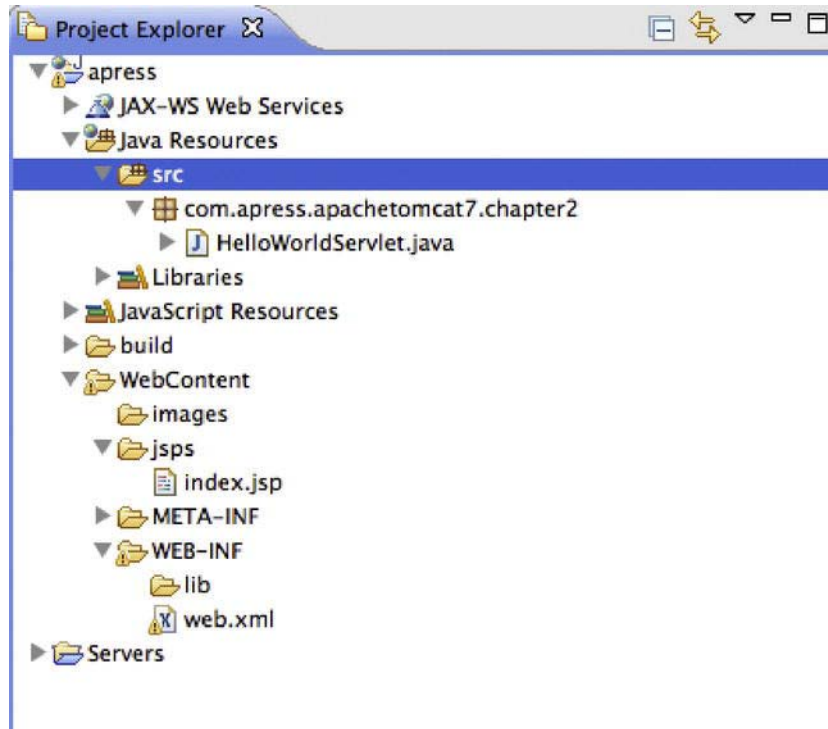 Project Explorer
apress
JAX-WS Web Services
Java Resources
src
com.apress.apachetomcat7.chapter2
HelloWorldServlet.java
Libraries
JavaScript Resources
build
WebContent
images
jsps
index.jsp
META-INF
WEB-INF
lib
web.xml
Servers